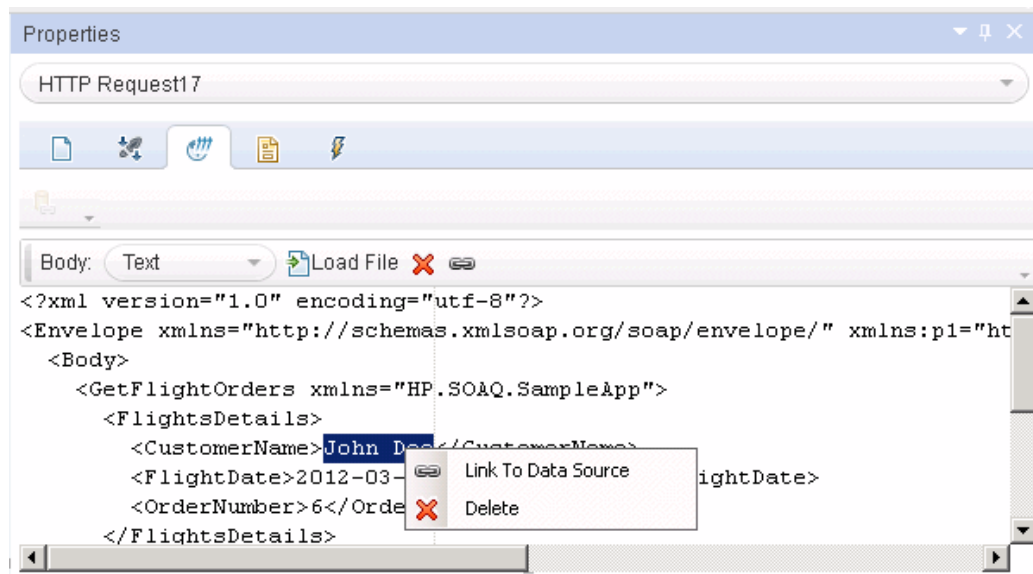 Properties
HTTP Request17
Body: Text Load File
<?xml version="1.0" encoding="utf-8"?>
<Envelope xmlns="http://schemas.xmlsoap.org/soap/envelope/" xmlns:p1="ht
<Body>
<GetFlightOrders xmlns="HP.SOAQ.SampleApp">
<FlightsDetails>
<CustomerName>John Doe</CustomerName>
<FlightDate>2012-03- ightDate>
<OrderNumber>6</Orde
</FlightsDetails>
Link To Data Source
Delete